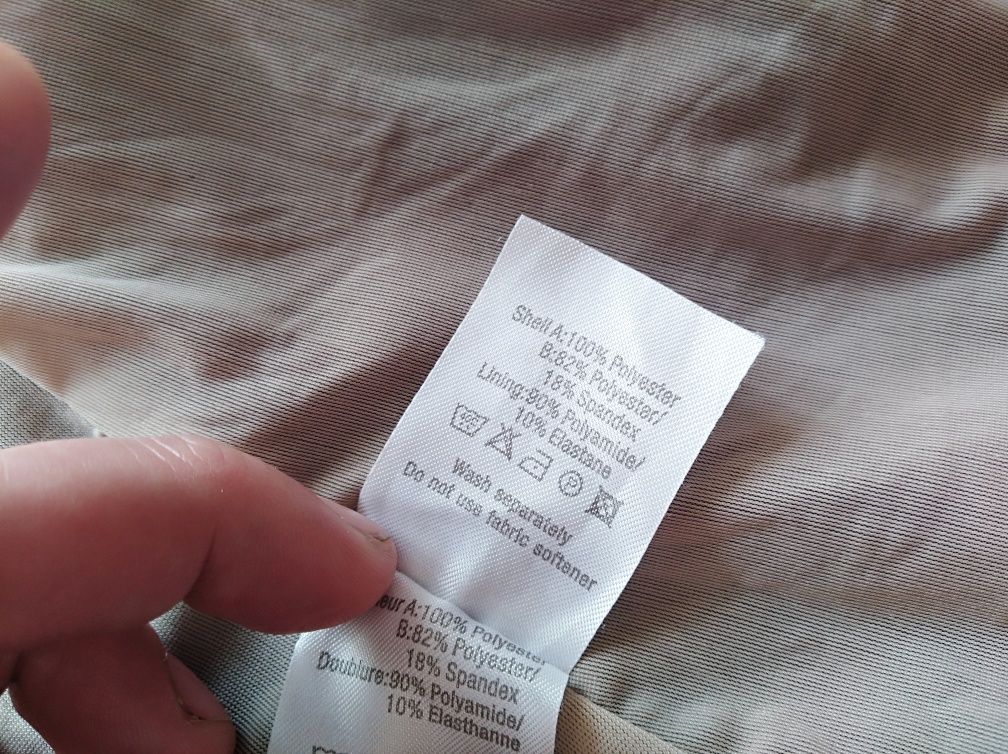 Shell A:100% Polyester
B:82% Polyester/
18% Spandex
Lining:90% Polyamide/
10% Elastane
P
Wash separately
Do not use fabric softener
eur A:100% Polyester
B:82% Polyester/
18% Spandex
Doublure:90% Polyamide/
10% Elasthanne